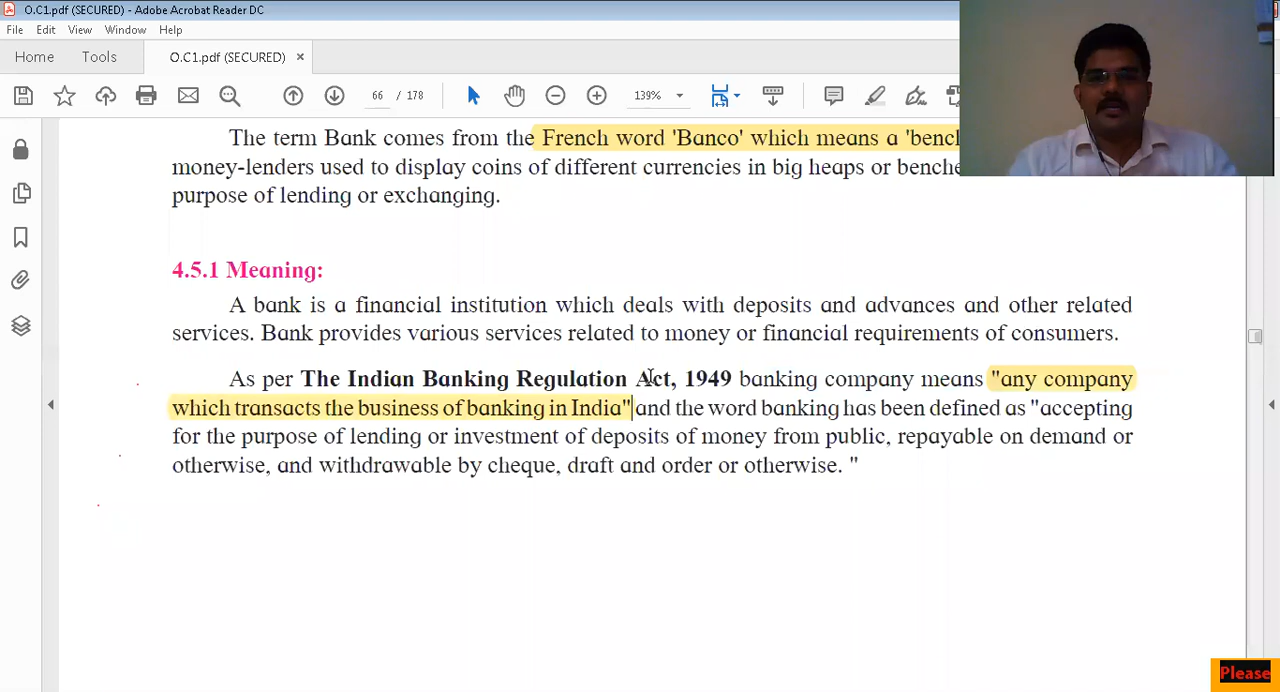 O.C1.pdf (SECURED) - Adobe Acrobat Reader DC
File Edit View Window Help
Home Tools O.C1.pdf (SECURED) ×
66 / 178 139%
The term Bank comes from the French word 'Banco' which means a
money-lenders used to display coins of different currencies in big heaps or
purpose of lending or exchanging.
4.5.1 Meaning:
A bank is a financial institution which deals with deposits and advances and other related
services. Bank provides various services related to money or financial requirements of consumers.
As per The Indian Banking Regulation Act, 1949 banking company means "any company
which transacts the business of banking in India" and the word banking has been defined as "accepting
for the purpose of lending or investment of deposits of money from public, repayable on demand or
otherwise, and withdrawable by cheque, draft and order or otherwise. "
Please